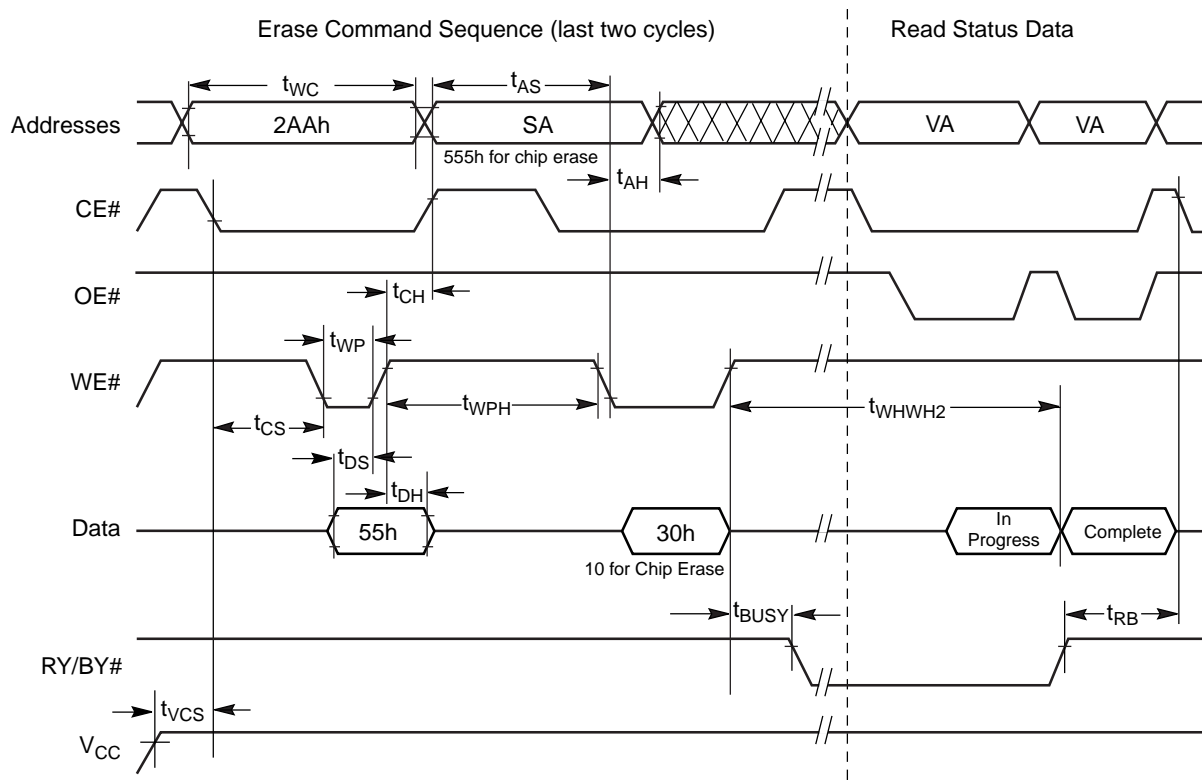 Erase Command Sequence (last two cycles)
Read Status Data
tWC
tAS
Addresses
2AAh
SA
VA
VA
555h for chip erase
tAH
CE#
OE#
tCH
tWP
WE#
tWPH
tWHWH2
tCS
tDS
tDH
Data
55h
30h
In
Progress
Complete
10 for Chip Erase
tBUSY
tRB
RY/BY#
tVCS
VCC